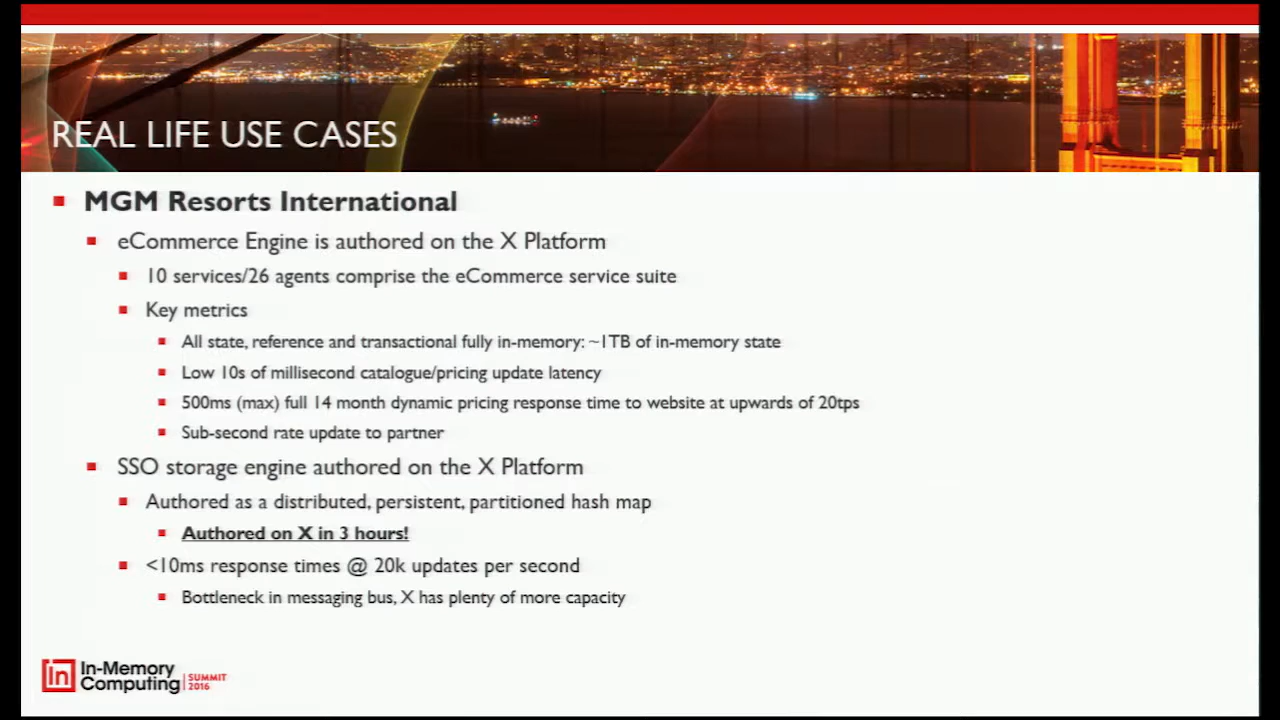 REAL LIFE USE CASES
MGM Resorts International
eCommerce Engine is authored on the X Platform
10 services/26 agents comprise the eCommerce service suite
Key metrics
All state, reference and transactional fully in-memory: ~1TB of in-memory state
Low 10s of millisecond catalogue/pricing update latency
500ms (max) full 14 month dynamic pricing response time to website at upwards of 20tps
Sub-second rate update to partner
SSO storage engine authored on the X Platform
Authored as a distributed, persistent, partitioned hash map
Authored on X in 3 hours!
<10ms response times @ 20k updates per second
Bottleneck in messaging bus, X has plenty of more capacity
In
In-Memory
Computing
SUMMIT
2016